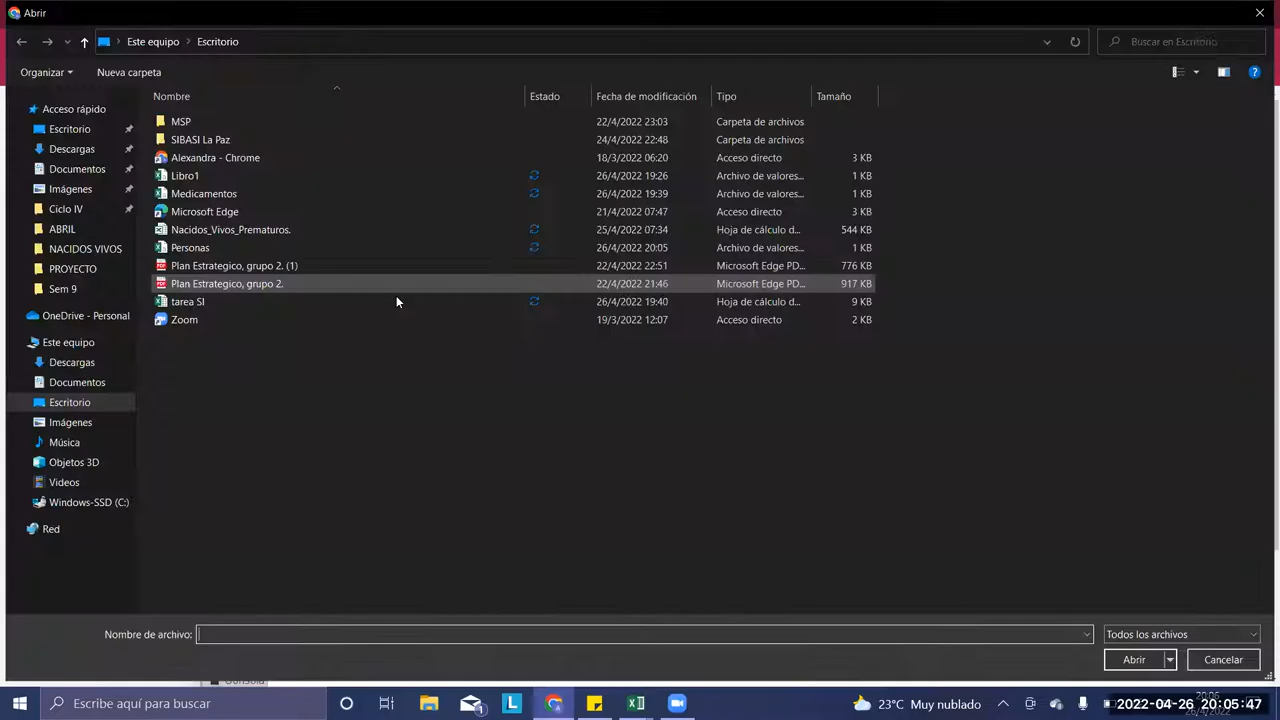 Abrir
Este equipo > Escritorio
Buscar en Escritorio
Organizar
Nueva carpeta
Nombre Estado Fecha de modificación Tipo Tamaño
Acceso rápido
Escritorio
Descargas
Documentos
Imágenes
Ciclo IV
ABRIL
NACIDOS VIVOS
PROYECTO
Sem 9
OneDrive - Personal
Este equipo
Descargas
Documentos
Escritorio
Imágenes
Música
Objetos 3D
Videos
Windows-SSD (C:)
Red
MSP 22/4/2022 23:03 Carpeta de archivos
SIBASI La Paz 24/4/2022 22:48 Carpeta de archivos
Alexandra - Chrome 18/3/2022 06:20 Acceso directo 3 KB
Libro1 26/4/2022 19:26 Archivo de valores... 1 KB
Medicamentos 26/4/2022 19:39 Archivo de valores... 1 KB
Microsoft Edge 21/4/2022 07:47 Acceso directo 3 KB
Nacidos_Vivos_Prematuros. 25/4/2022 07:34 Hoja de cálculo d... 544 KB
Personas 26/4/2022 20:05 Archivo de valores... 1 KB
Plan Estrategico, grupo 2. (1) 22/4/2022 22:51 Microsoft Edge PD... 776 KB
Plan Estrategico, grupo 2. 22/4/2022 21:46 Microsoft Edge PD... 917 KB
tarea SI 26/4/2022 19:40 Hoja de cálculo d... 9 KB
Zoom 19/3/2022 12:07 Acceso directo 2 KB
Nombre de archivo:
Todos los archivos
Abrir
Cancelar
Escribe aquí para buscar
23°C Muy nublado
20:06
2022-04-26 20:05:47